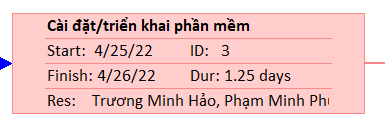 Cài đặt/triển khai phần mềm
Start: 4/25/22 ID: 3
Finish: 4/26/22 Dur: 1.25 days
Res: Trương Minh Hảo, Phạm Minh